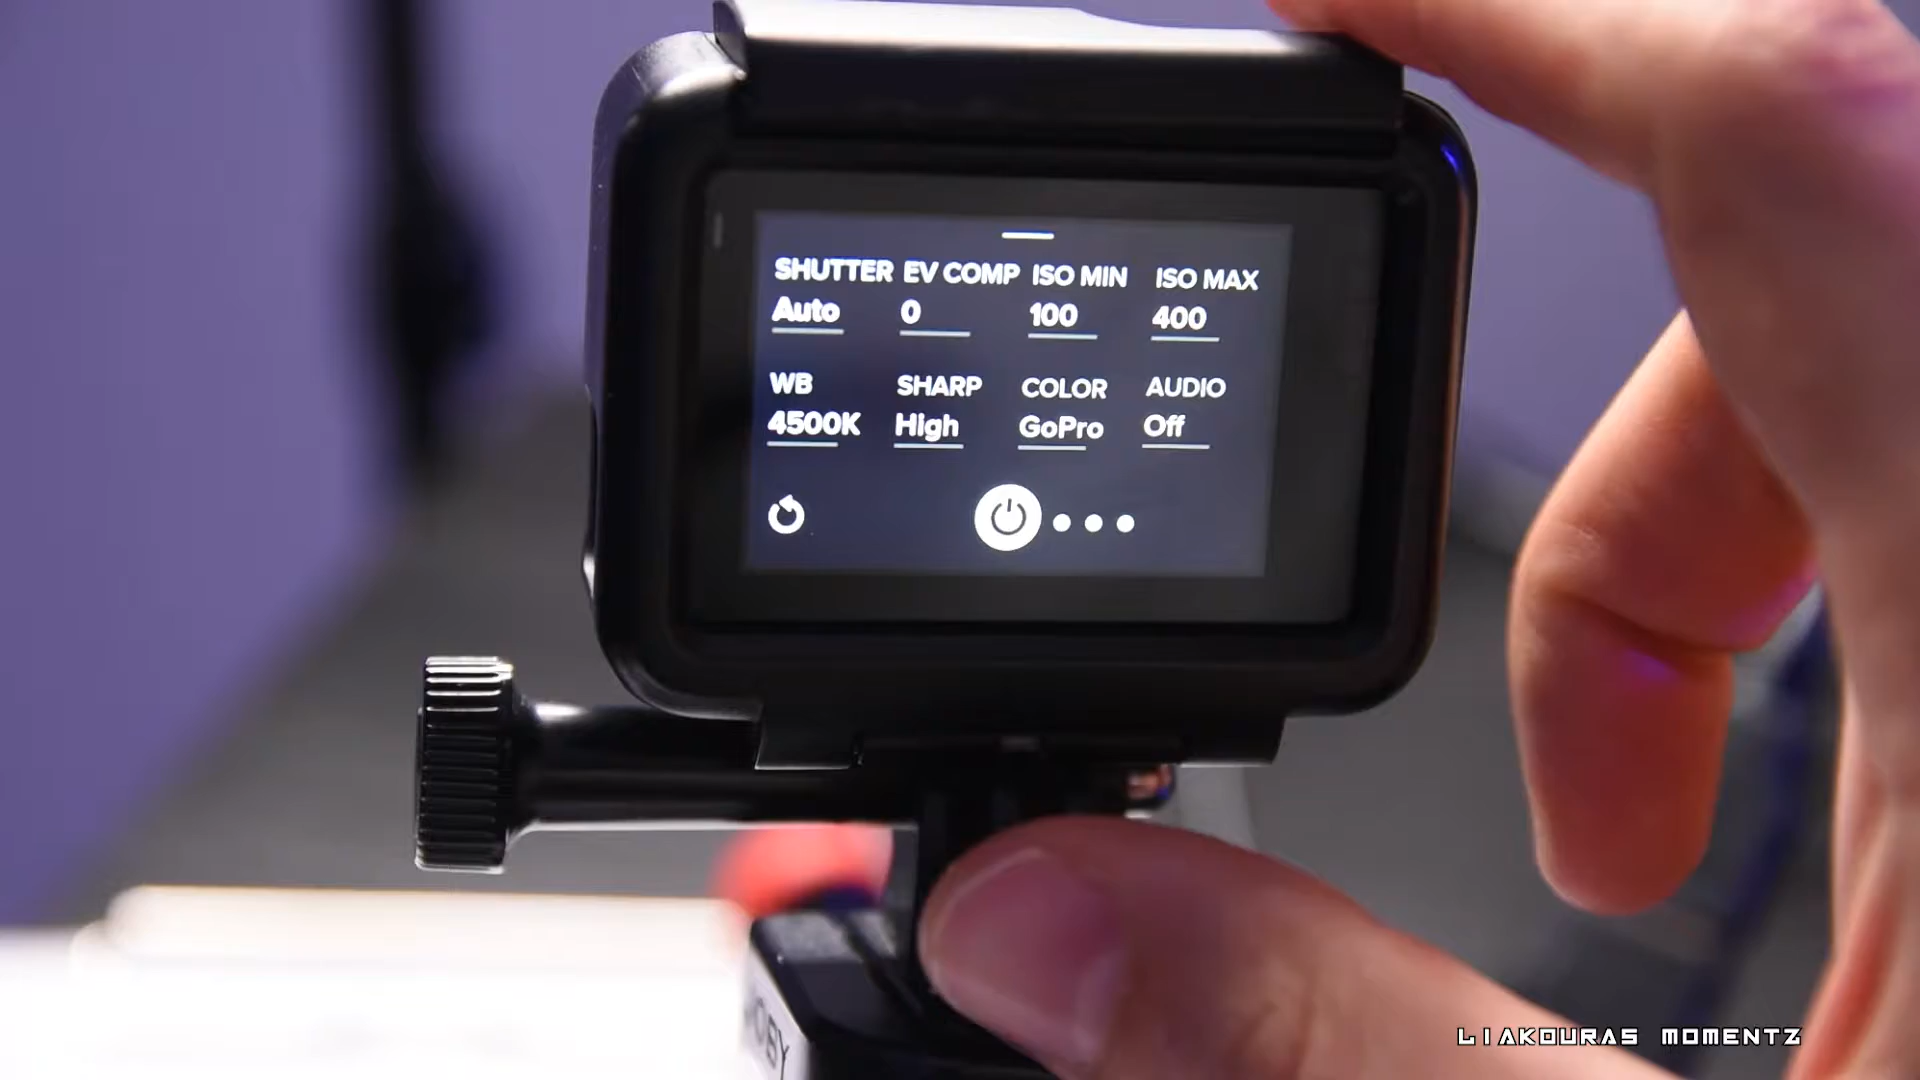 SHUTTER EV COMP ISO MIN ISO MAX
Auto 0 100 400
WB SHARP COLOR AUDIO
4500K High GoPro Off
LIAKOURAS MOMENTZ